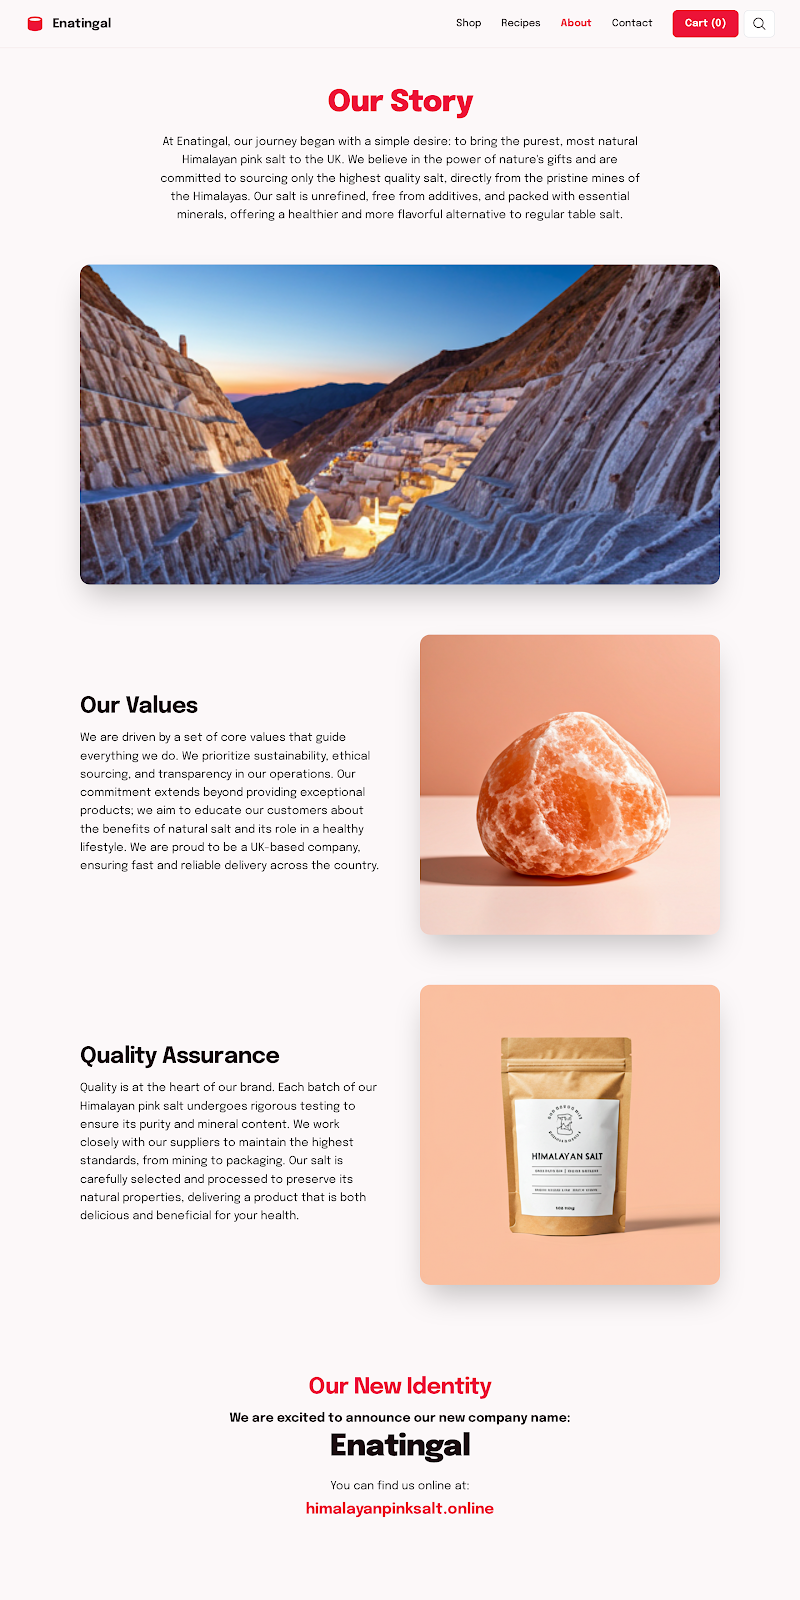 Enatingal
Shop
Recipes
About
Contact
Cart (0)
Our Story
At Enatingal, our journey began with a simple desire: to bring the purest, most natural
Himalayan pink salt to the UK. We believe in the power of nature's gifts and are
committed to sourcing only the highest quality salt, directly from the pristine mines of
the Himalayas. Our salt is unrefined, free from additives, and packed with essential
minerals, offering a healthier and more flavorful alternative to regular table salt.
Our Values
We are driven by a set of core values that guide
everything we do. We prioritize sustainability, ethical
sourcing, and transparency in our operations. Our
commitment extends beyond providing exceptional
products; we aim to educate our customers about
the benefits of natural salt and its role in a healthy
lifestyle. We are proud to be a UK-based company,
ensuring fast and reliable delivery across the country.
Quality Assurance
Quality is at the heart of our brand. Each batch of our
Himalayan pink salt undergoes rigorous testing to
ensure its purity and mineral content. We work
closely with our suppliers to maintain the highest
standards, from mining to packaging. Our salt is
carefully selected and processed to preserve its
natural properties, delivering a product that is both
delicious and beneficial for your health.
HIMALAYAN SALT
Our New Identity
We are excited to announce our new company name:
Enatingal
You can find us online at:
himalayanpinksalt.online